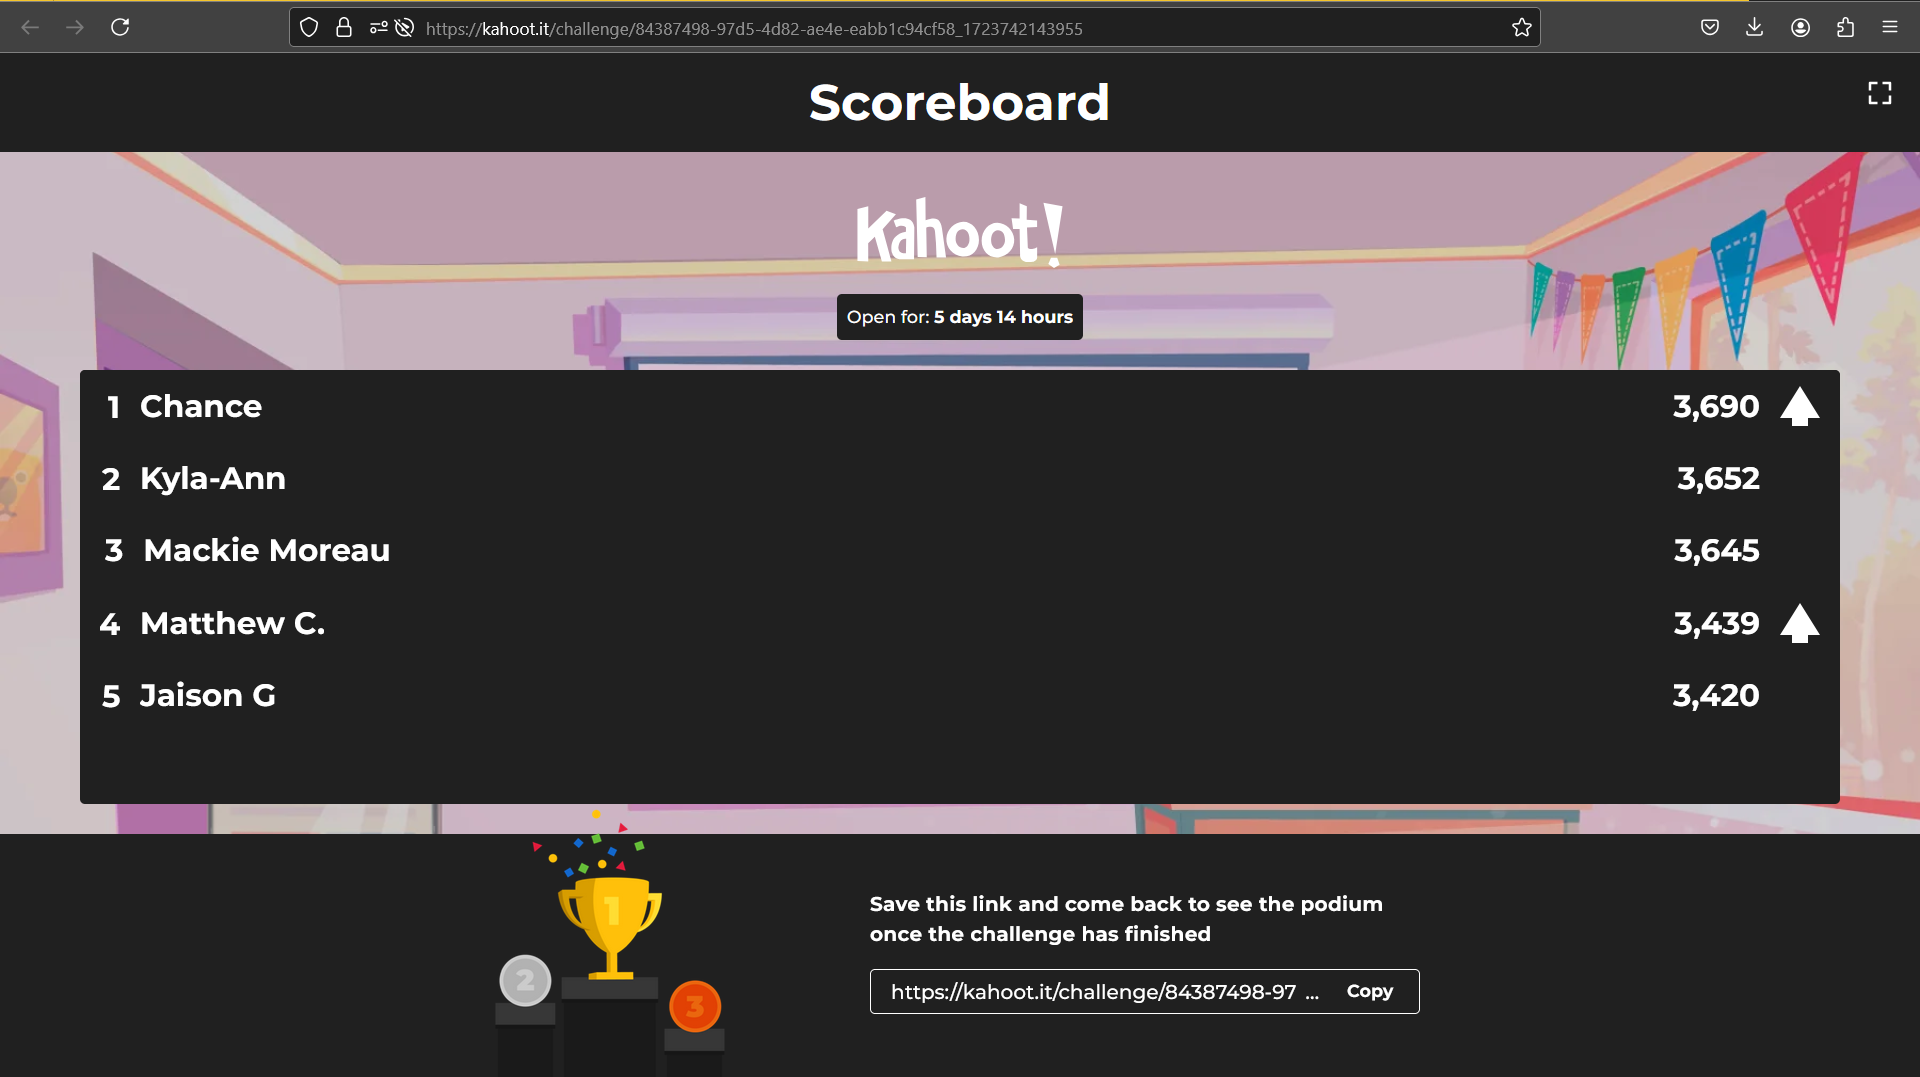 https://kahoot.it/challenge/84387498-97d5-4d82-ae4e-eabb1c94cf58_1723742143955
Scoreboard
Kahoot!
Open for: 5 days 14 hours
1 Chance 3,690
2 Kyla-Ann 3,652
3 Mackie Moreau 3,645
4 Matthew C. 3,439
5 Jaison G 3,420
1
2
3
Save this link and come back to see the podium
once the challenge has finished
https://kahoot.it/challenge/84387498-97 ... Copy